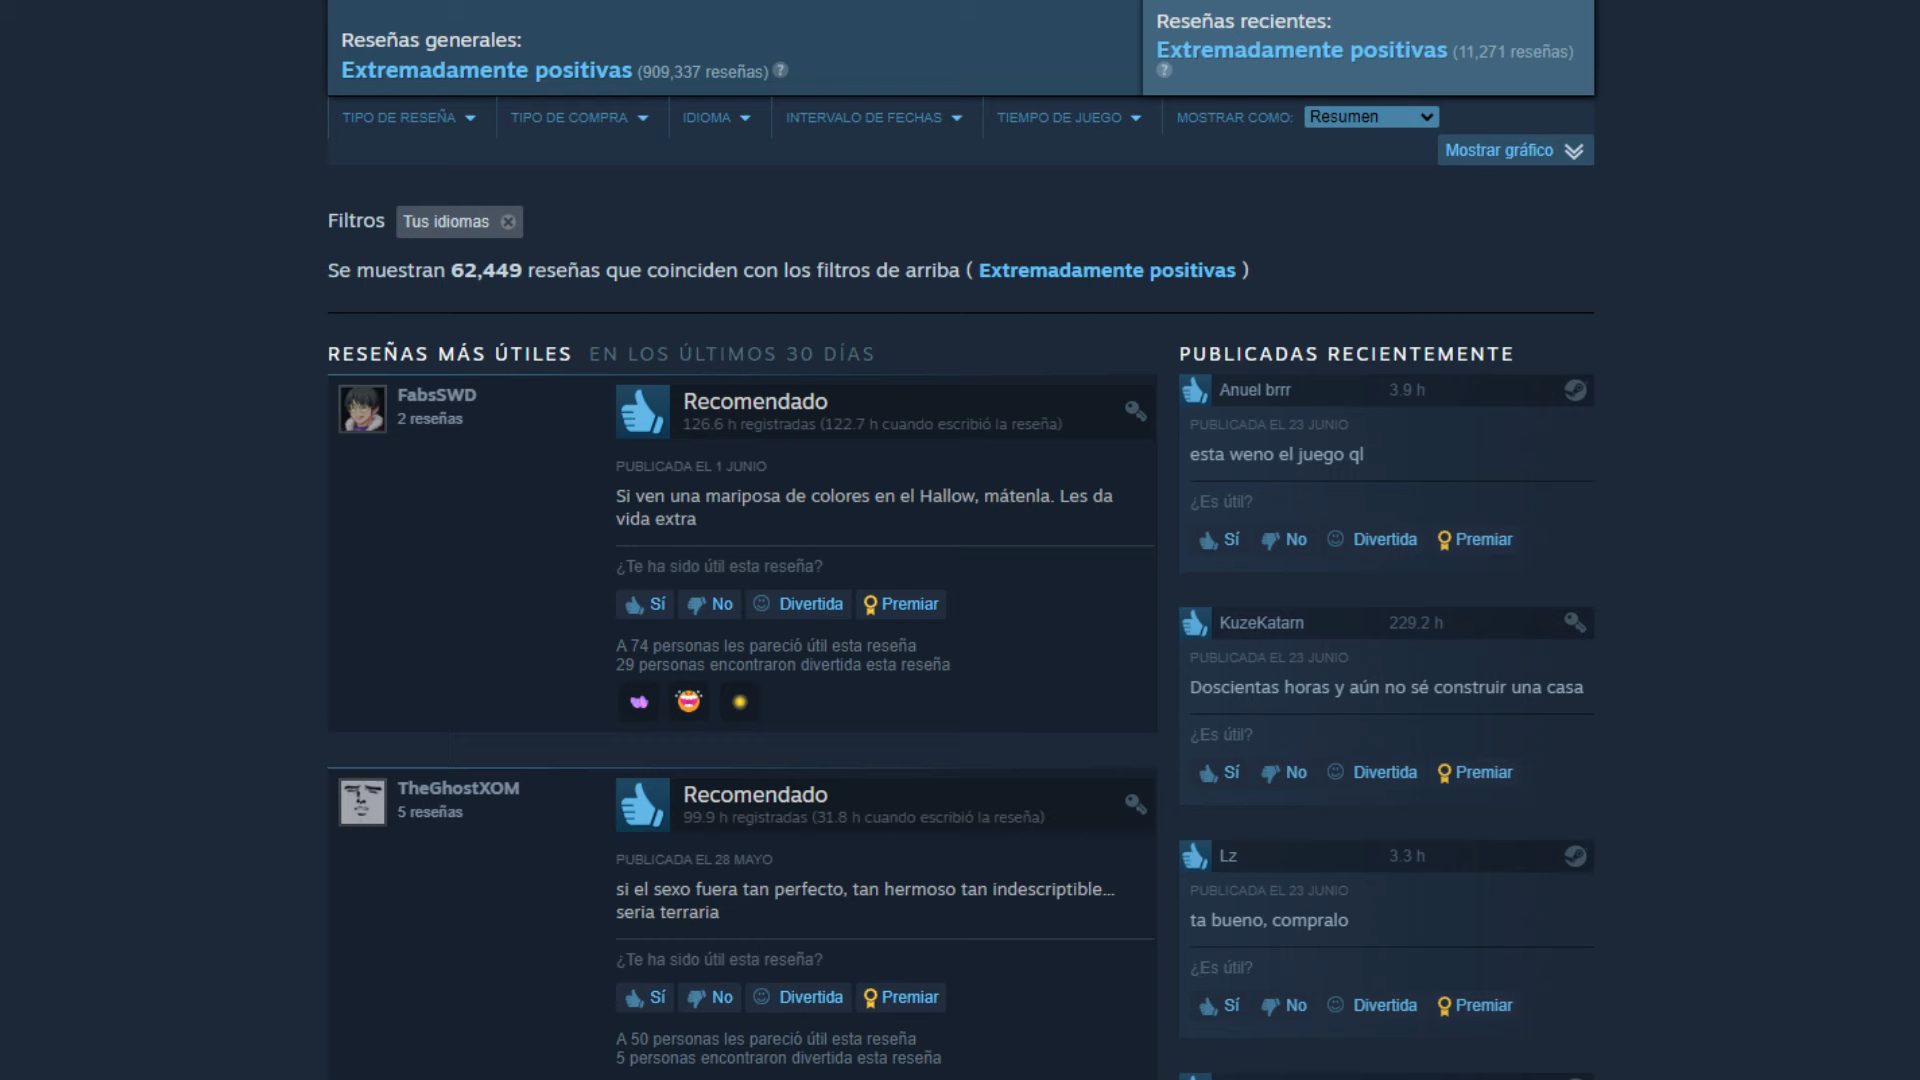 Reseñas generales:
Extremadamente positivas (909,337 reseñas) ?
Reseñas recientes:
Extremadamente positivas (11,271 reseñas)
?
TIPO DE RESEÑA
TIPO DE COMPRA
IDIOMA
INTERVALO DE FECHAS
TIEMPO DE JUEGO
MOSTRAR COMO:
Resumen
Mostrar gráfico
Filtros
Tus idiomas
Se muestran 62,449 reseñas que coinciden con los filtros de arriba ( Extremadamente positivas )
RESEÑAS MÁS ÚTILES EN LOS ÚLTIMOS 30 DÍAS
FabsSWD
2 reseñas
Recomendado
126.6 h registradas (122.7 h cuando escribió la reseña)
PUBLICADA EL 1 JUNIO
Si ven una mariposa de colores en el Hallow, mátenla. Les da
vida extra
¿Te ha sido útil esta reseña?
Sí No Divertida Premiar
A 74 personas les pareció útil esta reseña
29 personas encontraron divertida esta reseña
TheGhostXOM
5 reseñas
Recomendado
99.9 h registradas (31.8 h cuando escribió la reseña)
PUBLICADA EL 28 MAYO
si el sexo fuera tan perfecto, tan hermoso tan indescriptible...
seria terraria
¿Te ha sido útil esta reseña?
Sí No Divertida Premiar
A 50 personas les pareció útil esta reseña
5 personas encontraron divertida esta reseña
PUBLICADAS RECIENTEMENTE
Anuel brrr 3.9 h
PUBLICADA EL 23 JUNIO
esta weno el juego ql
¿Es útil?
Sí No Divertida Premiar
KuzeKatarn 229.2 h
PUBLICADA EL 23 JUNIO
Doscientas horas y aún no sé construir una casa
¿Es útil?
Sí No Divertida Premiar
Lz 3.3 h
PUBLICADA EL 23 JUNIO
ta bueno, compralo
¿Es útil?
Sí No Divertida Premiar